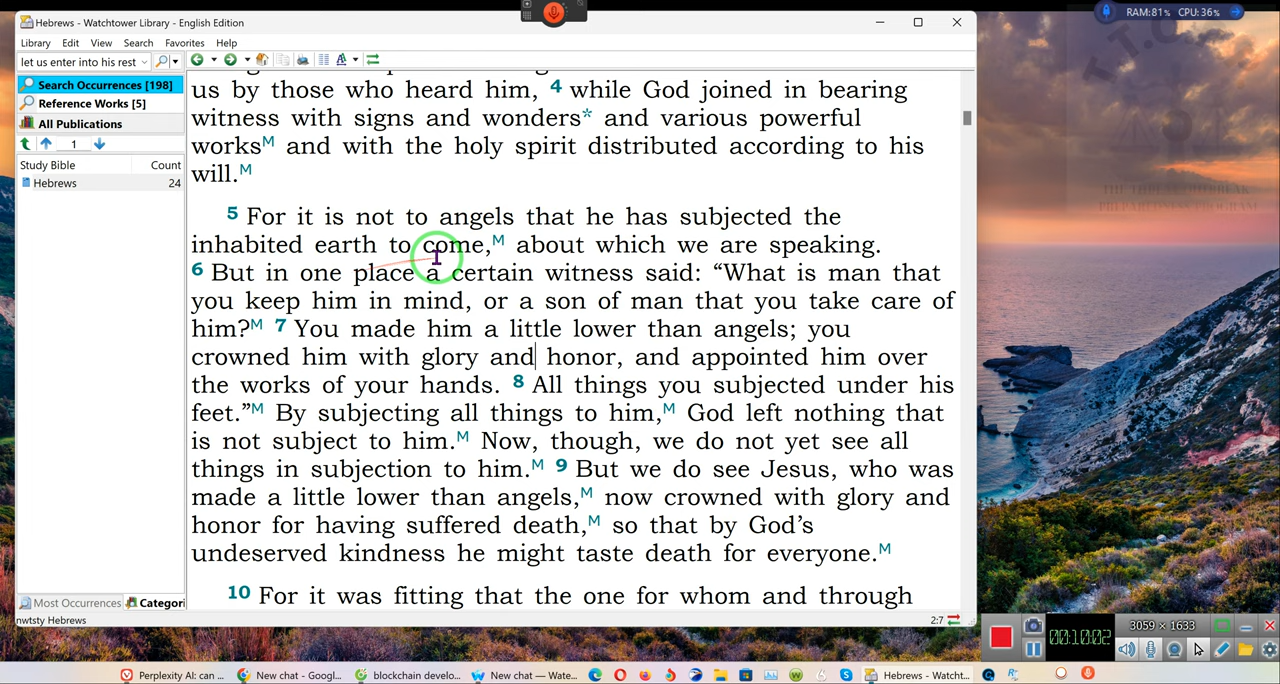 Hebrews - Watchtower Library - English Edition
RAM:81% CPU:36%
Library Edit View Search Favorites Help
let us enter into his rest
Search Occurrences [198]
Reference Works [5]
All Publications
1
Study Bible Count
Hebrews 24
us by those who heard him, 4 while God joined in bearing
witness with signs and wonders* and various powerful
worksM and with the holy spirit distributed according to his
will.M
5 For it is not to angels that he has subjected the
inhabited earth to come,M about which we are speaking.
6 But in one place a certain witness said: “What is man that
you keep him in mind, or a son of man that you take care of
him?M 7 You made him a little lower than angels; you
crowned him with glory and honor, and appointed him over
the works of your hands. 8 All things you subjected under his
feet.”M By subjecting all things to him,M God left nothing that
is not subject to him.M Now, though, we do not yet see all
things in subjection to him.M 9 But we do see Jesus, who was
made a little lower than angels,M now crowned with glory and
honor for having suffered death,M so that by God’s
undeserved kindness he might taste death for everyone.M
10 For it was fitting that the one for whom and through
Most Occurrences Categori
nwtsty Hebrews
2:7
3059 × 1633
00:10:02
Perplexity AI: can ... New chat - Googl... blockchain develo... New chat — Wate... Hebrews - Watcht...